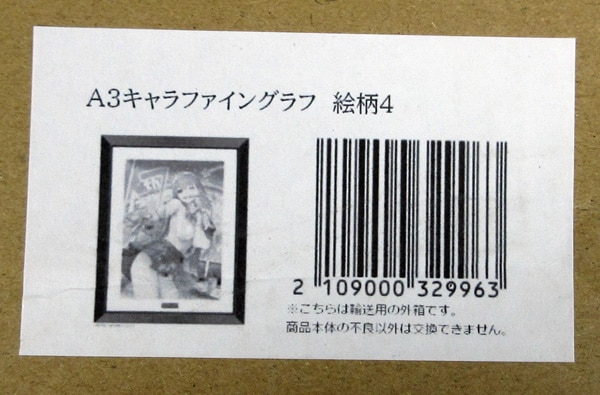 A3キャラファイングラフ 絵柄4
2 109000 329963
※こちらは輸送用の外箱です。
商品本体の不良以外は交換できません。